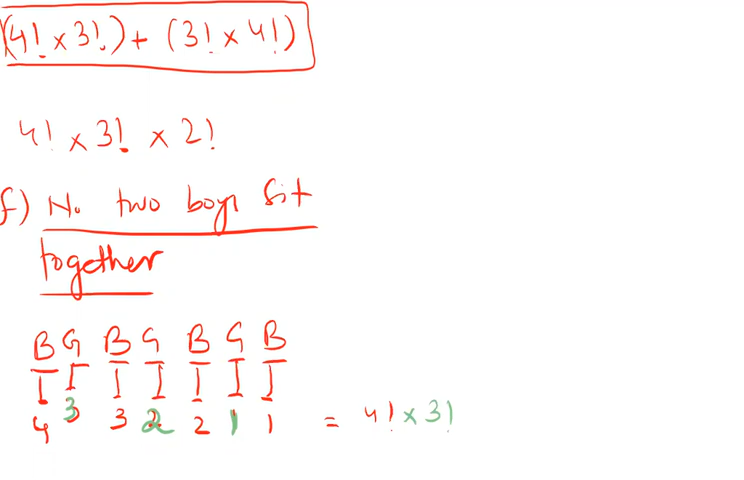 (4! × 3!) + (3! × 4!)
4! × 3! × 2!
f) No two boys sit
together
B G B G B G B
I I I I I I I
4 3 3 2 2 1 1 = 4! × 3!